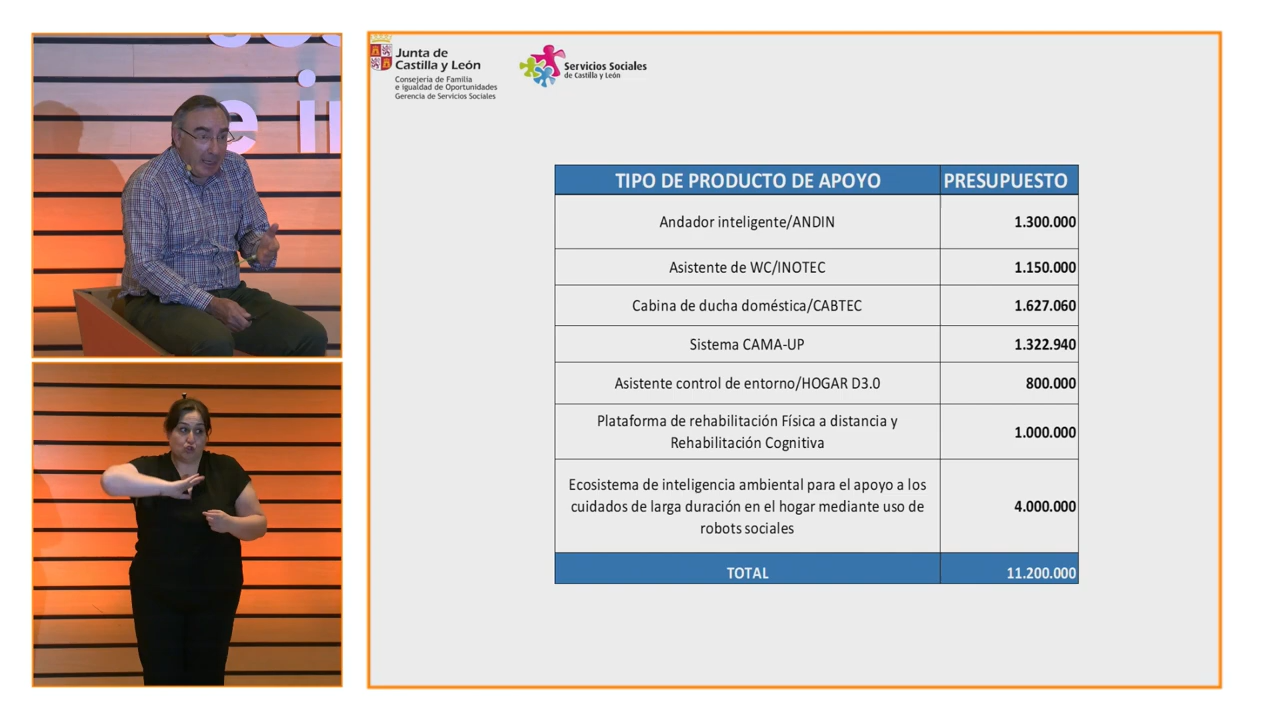 Junta de
Castilla y León
Consejería de Familia
e igualdad de Oportunidades
Gerencia de Servicios Sociales
Servicios Sociales
de Castilla y León
TIPO DE PRODUCTO DE APOYO PRESUPUESTO
Andador inteligente/ANDIN 1.300.000
Asistente de WC/INOTEC 1.150.000
Cabina de ducha doméstica/CABTEC 1.627.060
Sistema CAMA-UP 1.322.940
Asistente control de entorno/HOGAR D3.0 800.000
Plataforma de rehabilitación Física a distancia y
Rehabilitación Cognitiva 1.000.000
Ecosistema de inteligencia ambiental para el apoyo a los
cuidados de larga duración en el hogar mediante uso de
robots sociales 4.000.000
TOTAL 11.200.000